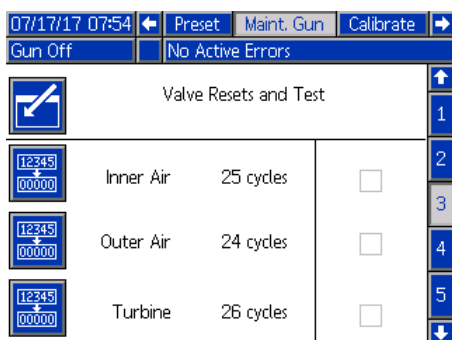 07/17/17 07:54 Preset Maint. Gun Calibrate
Gun Off No Active Errors
Valve Resets and Test
1
2
12345
00000
Inner Air 25 cycles
3
12345
00000
Outer Air 24 cycles
4
5
12345
00000
Turbine 26 cycles